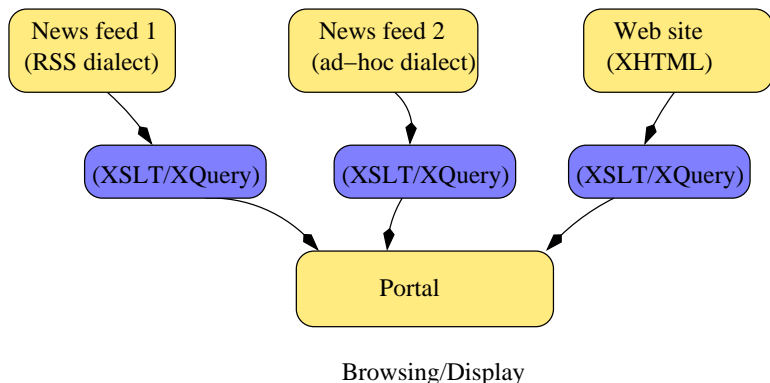 News feed 1
(RSS dialect)
News feed 2
(ad−hoc dialect)
Web site
(XHTML)
(XSLT/XQuery)
(XSLT/XQuery)
(XSLT/XQuery)
Portal
Browsing/Display